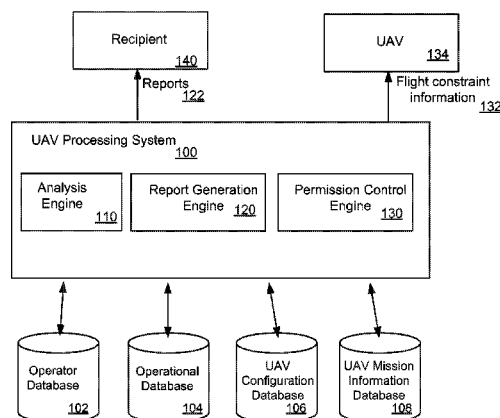 Recipient
140
UAV
134
Reports
122
Flight constraint
information
132
UAV Processing System
100
Analysis
Engine
110
Report Generation
Engine
120
Permission Control
Engine
130
Operator
Database
102
Operational
Database
104
UAV
Configuration
Database
106
UAV Mission
Information
Database
108